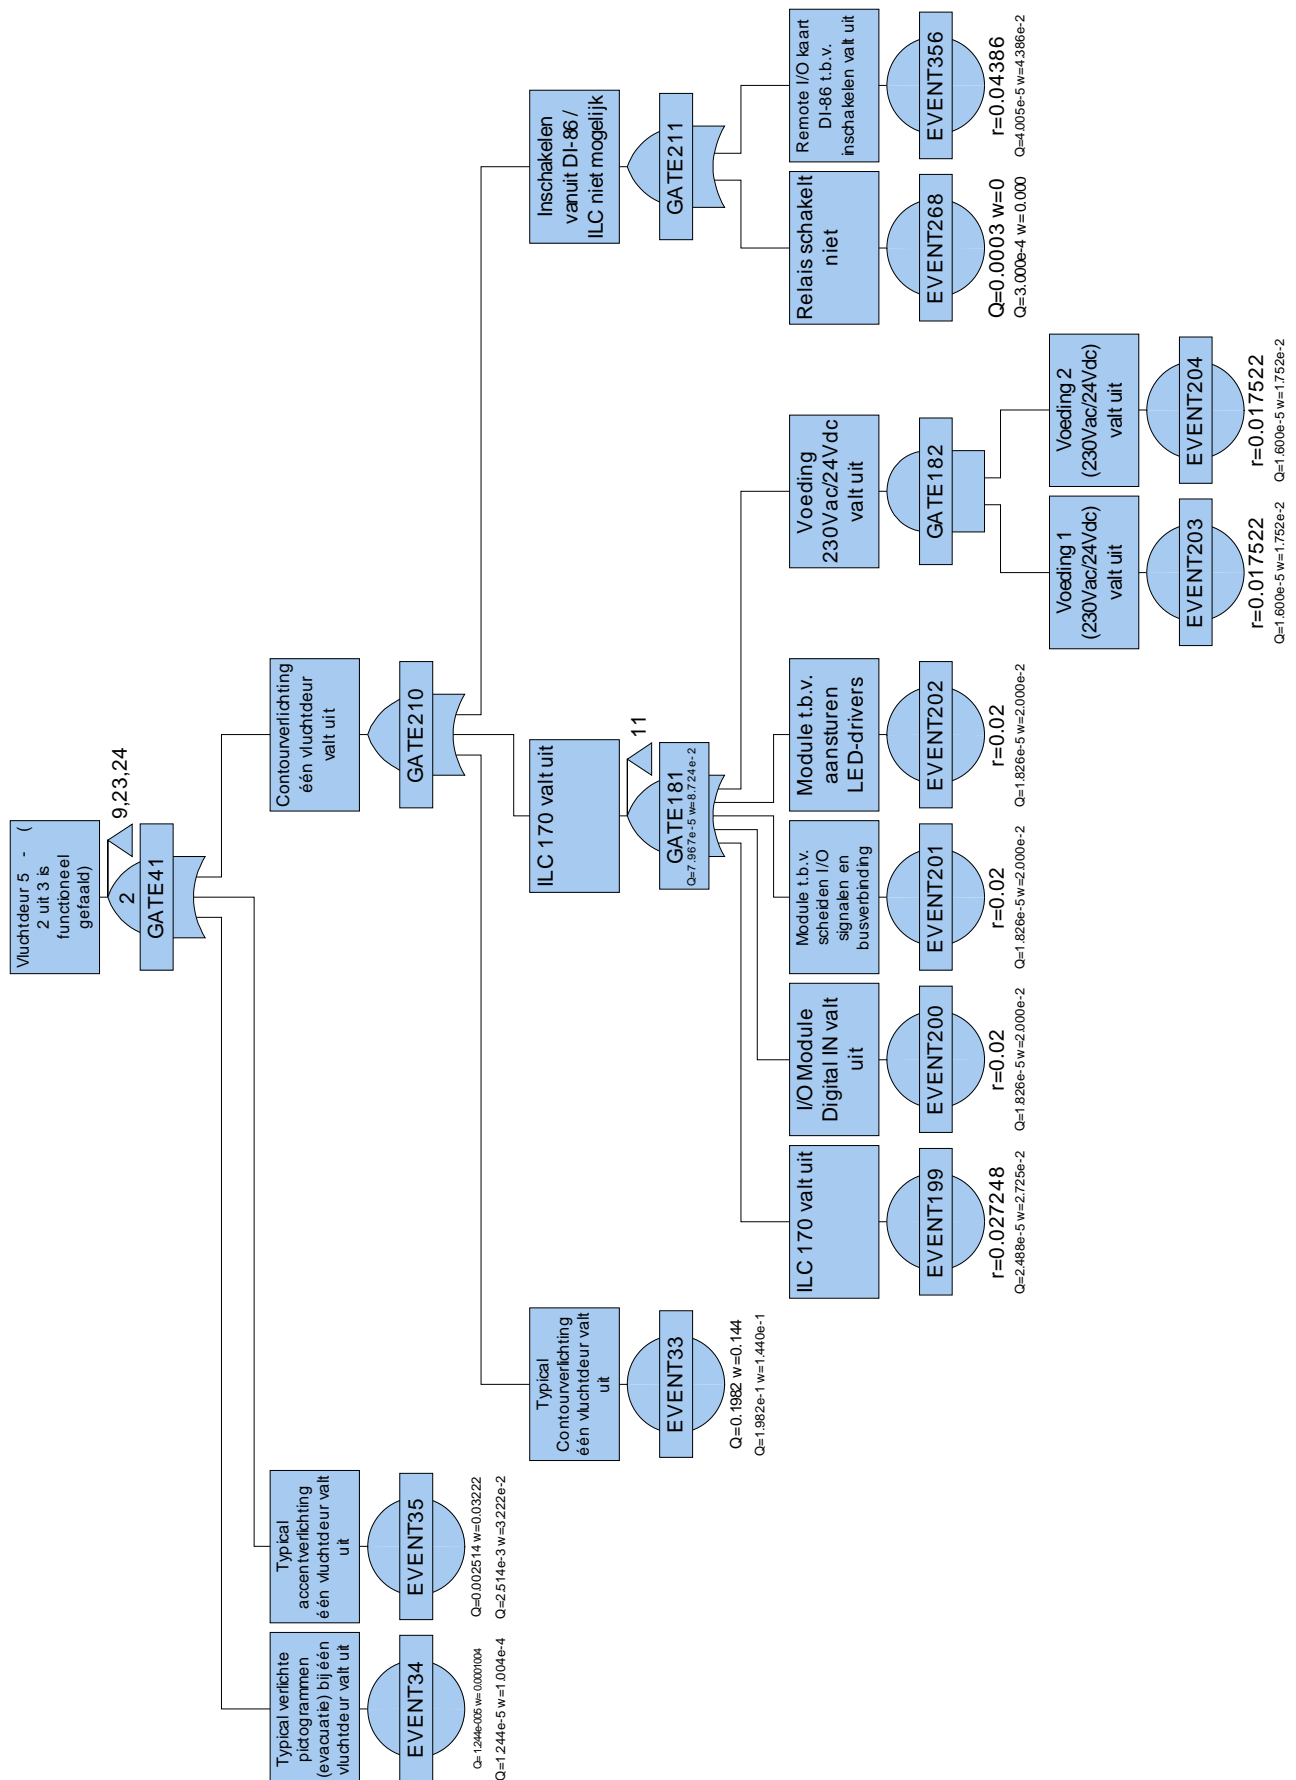 Vluchtdeur 5 - (
2 uit 3 is
functioneel
gefaald)
2
GATE41
9,23,24
Typical verlichte
pictogrammen
(evacuatie) bij één
vluchtdeur valt uit
EVENT34
Q=1.244e-005 w=0.0001004
Q=1.244e-5 w=1.004e-4
Typical
accentverlichting
één vluchtdeur valt
uit
EVENT35
Q=0.002514 w=0.03222
Q=2.514e-3 w=3.222e-2
Contourverlichting
één vluchtdeur
valt uit
GATE210
Typical
Contourverlichting
één vluchtdeur valt
uit
EVENT33
Q=0.1982 w=0.144
Q=1.982e-1 w=1.440e-1
ILC 170 valt uit
GATE181
Q=7.967e-5 w=8.724e-2
11
Inschakelen
vanuit DI-86 /
ILC niet mogelijk
GATE211
ILC 170 valt uit
EVENT199
r=0.027248
Q=2.488e-5 w=2.725e-2
I/O Module
Digital IN valt
uit
EVENT200
r=0.02
Q=1.826e-5 w=2.000e-2
Module t.b.v.
scheiden I/O
signalen en
busverbinding
EVENT201
r=0.02
Q=1.826e-5 w=2.000e-2
Module t.b.v.
aansturen
LED-drivers
EVENT202
r=0.02
Q=1.826e-5 w=2.000e-2
Voeding
230Vac/24Vdc
valt uit
GATE182
Relais schakelt
niet
EVENT268
Q=0.0003 w=0
Q=3.000e-4 w=0.000
Remote I/O kaart
DI-86 t.b.v.
inschakelen valt uit
EVENT356
r=0.04386
Q=4.005e-5 w=4.386e-2
Voeding 1
(230Vac/24Vdc)
valt uit
EVENT203
r=0.017522
Q=1.600e-5 w=1.752e-2
Voeding 2
(230Vac/24Vdc)
valt uit
EVENT204
r=0.017522
Q=1.600e-5 w=1.752e-2